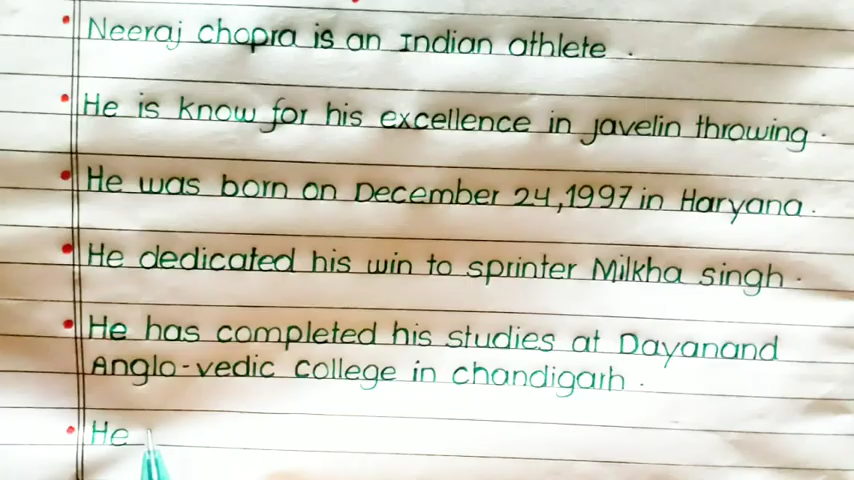 • Neeraj chopra is an Indian athlete .
• He is know for his excellence in javelin throwing .
• He was born on December 24,1997 in Haryana .
• He dedicated his win to sprinter Milkha singh .
• He has completed his studies at Dayanand
Anglo-vedic college in chandigarh .
• He